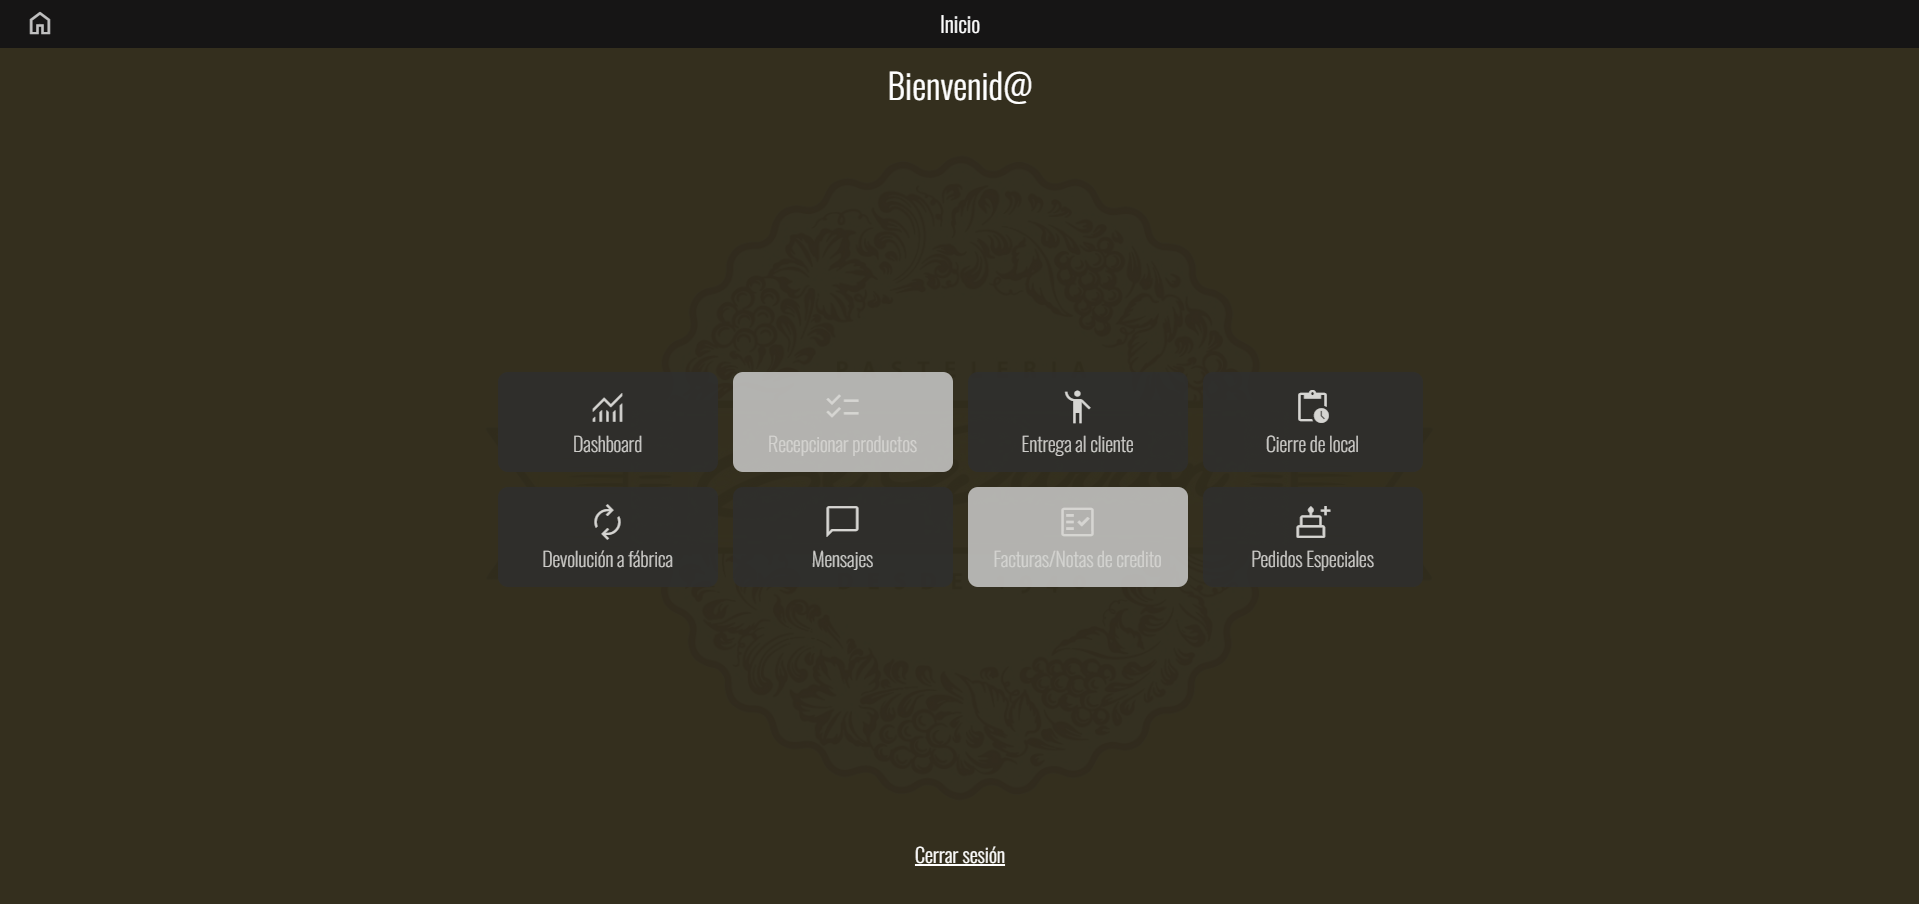 Inicio
Bienvenid@
PASTELERIA
Dashboard
Recepcionar productos
Entrega al cliente
Cierre de local
Devolución a fábrica
Mensajes
Facturas/Notas de credito
Pedidos Especiales
Cerrar sesión